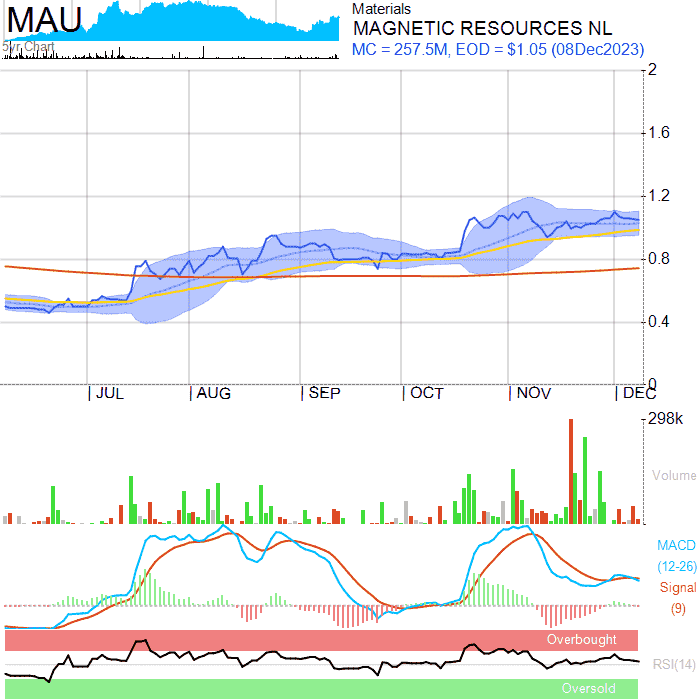 MAU
5yr Chart
Materials
MAGNETIC RESOURCES NL
MC = 257.5M, EOD = $1.05 (08Dec2023)
2
1.6
1.2
0.8
0.4
0
JUL AUG SEP OCT NOV DEC
298k
Volume
MACD
(12-26)
Signal
(9)
Overbought
RSI(14)
Oversold